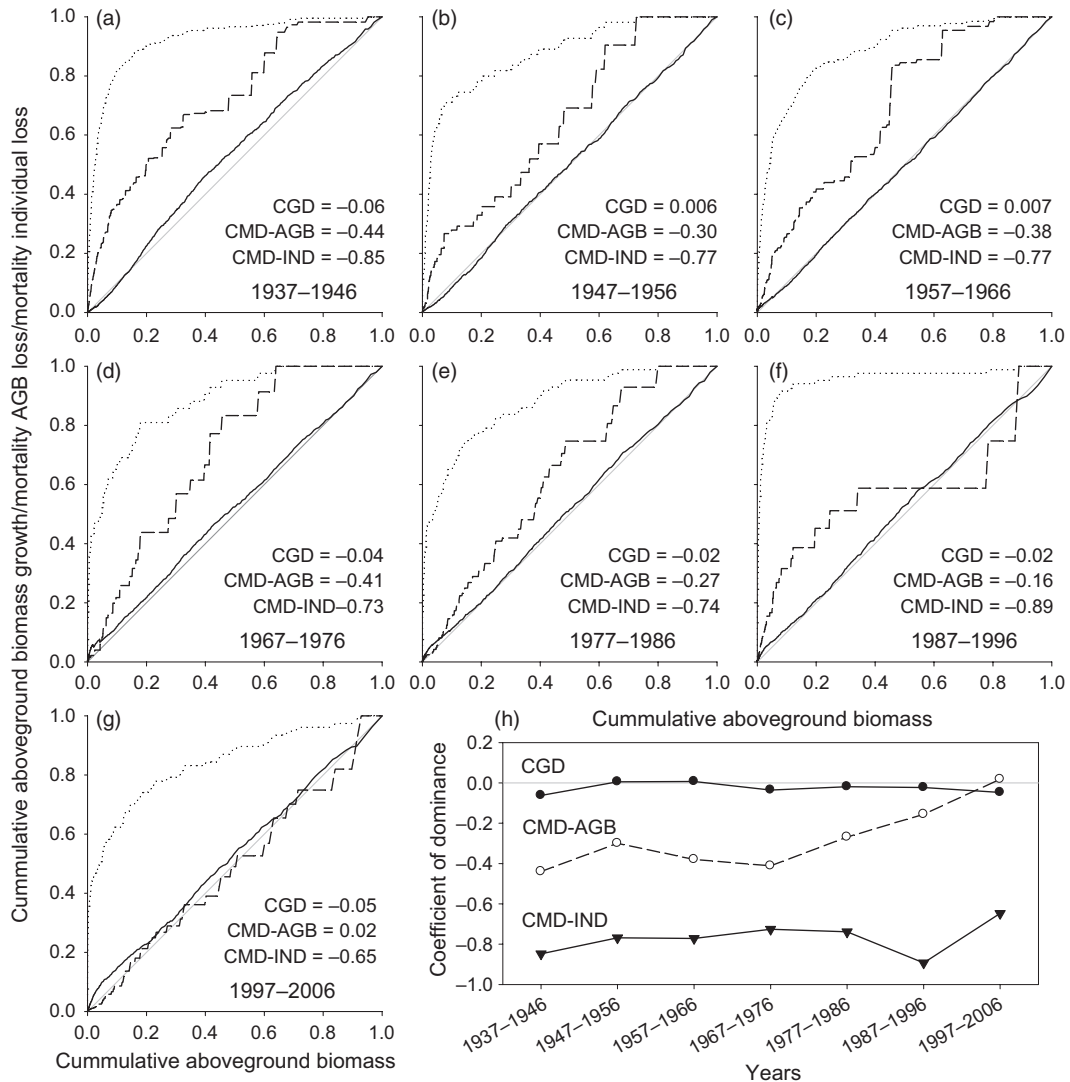 Cummulative aboveground biomass growth/mortality AGB loss/mortality individual loss
(a)
1.0
0.8
0.6
0.4
0.2
0.0
CGD = –0.06
CMD-AGB = –0.44
CMD-IND = –0.85
1937–1946
0.0 0.2 0.4 0.6 0.8 1.0
(b)
CGD = 0.006
CMD-AGB = –0.30
CMD-IND = –0.77
1947–1956
0.0 0.2 0.4 0.6 0.8 1.0
(c)
CGD = 0.007
CMD-AGB = –0.38
CMD-IND = –0.77
1957–1966
0.0 0.2 0.4 0.6 0.8 1.0
(d)
1.0
0.8
0.6
0.4
0.2
0.0
CGD = –0.04
CMD-AGB = –0.41
CMD-IND–0.73
1967–1976
0.0 0.2 0.4 0.6 0.8 1.0
(e)
CGD = –0.02
CMD-AGB = –0.27
CMD-IND = –0.74
1977–1986
0.0 0.2 0.4 0.6 0.8 1.0
(f)
CGD = –0.02
CMD-AGB = –0.16
CMD-IND = –0.89
1987–1996
0.0 0.2 0.4 0.6 0.8 1.0
Cummulative aboveground biomass
(g)
1.0
0.8
0.6
0.4
0.2
0.0
CGD = –0.05
CMD-AGB = 0.02
CMD-IND = –0.65
1997–2006
0.0 0.2 0.4 0.6 0.8 1.0
Cummulative aboveground biomass
(h)
Coefficient of dominance
0.2
0.0
–0.2
–0.4
–0.6
–0.8
–1.0
CGD
CMD-AGB
CMD-IND
1937–1946
1947–1956
1957–1966
1967–1976
1977–1986
1987–1996
1997–2006
Years